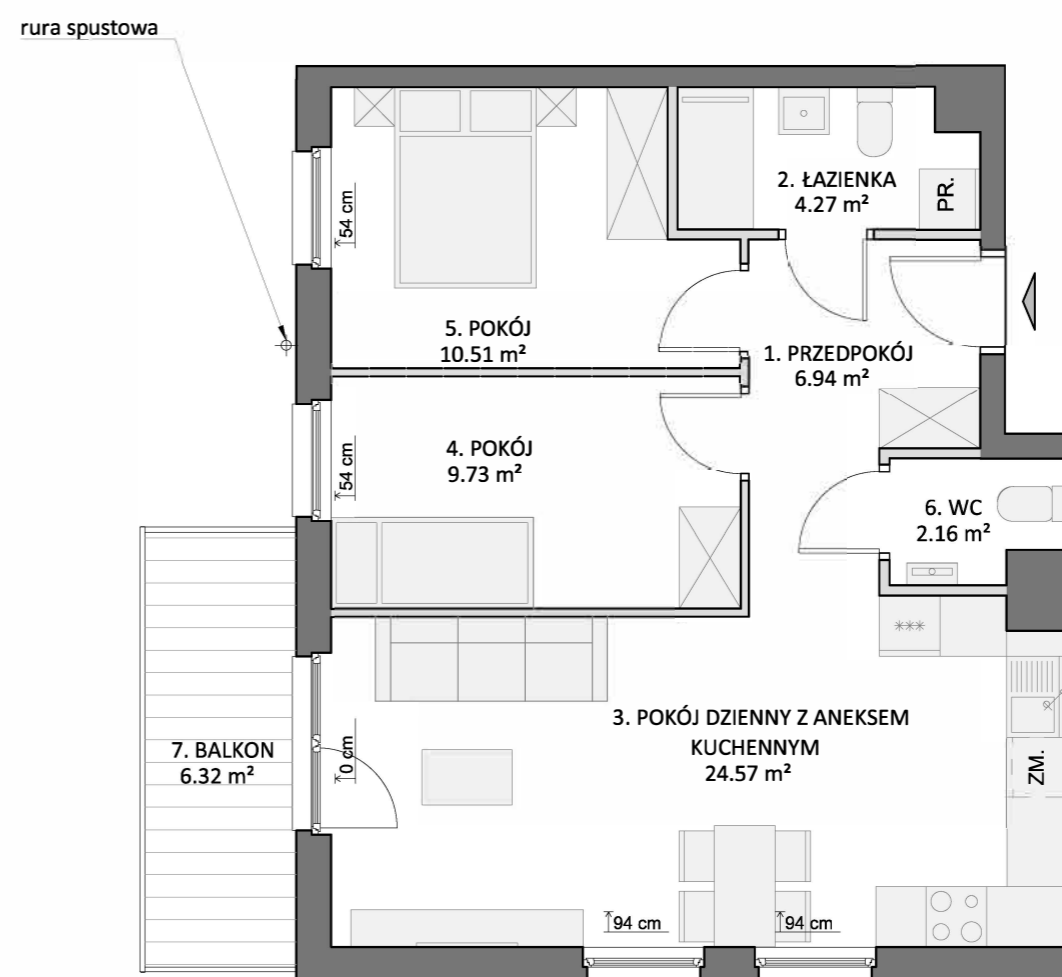 rura spustowa
2. ŁAZIENKA
4.27 m²
PR.
54 cm
5. POKÓJ
10.51 m²
1. PRZEDPOKÓJ
6.94 m²
4. POKÓJ
9.73 m²
54 cm
6. WC
2.16 m²
***
3. POKÓJ DZIENNY Z ANEKSEM
KUCHENNYM
24.57 m²
7. BALKON
6.32 m²
0 cm
ZM.
94 cm
94 cm